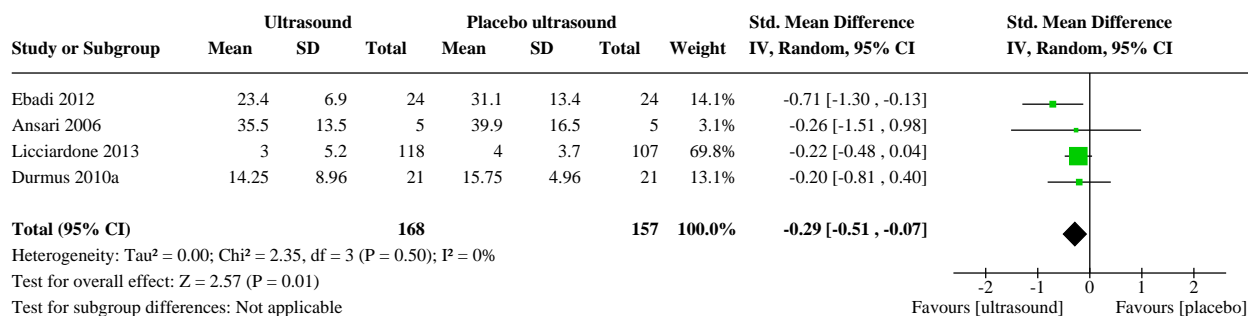 Ultrasound Placebo ultrasound Std. Mean Difference Std. Mean Difference
Study or Subgroup Mean SD Total Mean SD Total Weight IV, Random, 95% CI IV, Random, 95% CI
Ebadi 2012 23.4 6.9 24 31.1 13.4 24 14.1% -0.71 [-1.30 , -0.13]
Ansari 2006 35.5 13.5 5 39.9 16.5 5 3.1% -0.26 [-1.51 , 0.98]
Licciardone 2013 3 5.2 118 4 3.7 107 69.8% -0.22 [-0.48 , 0.04]
Durmus 2010a 14.25 8.96 21 15.75 4.96 21 13.1% -0.20 [-0.81 , 0.40]
Total (95% CI) 168 157 100.0% -0.29 [-0.51 , -0.07]
Heterogeneity: Tau² = 0.00; Chi² = 2.35, df = 3 (P = 0.50); I² = 0%
Test for overall effect: Z = 2.57 (P = 0.01)
Test for subgroup differences: Not applicable
-2 -1 0 1 2
Favours [ultrasound] Favours [placebo]